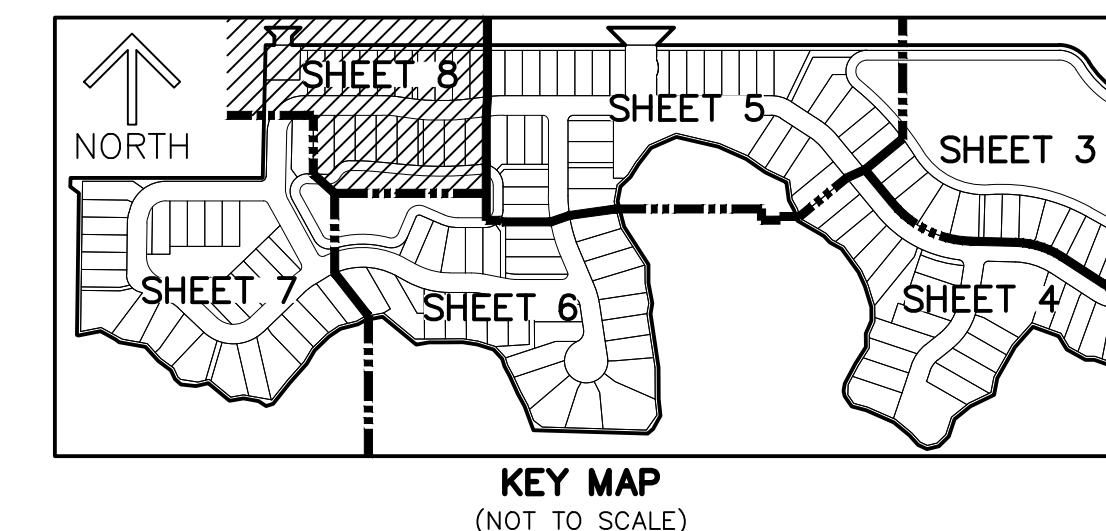 SHEET 8
SHEET 5
NORTH
SHEET 3
SHEET 7
SHEET 6
SHEET 4
KEY MAP
(NOT TO SCALE)